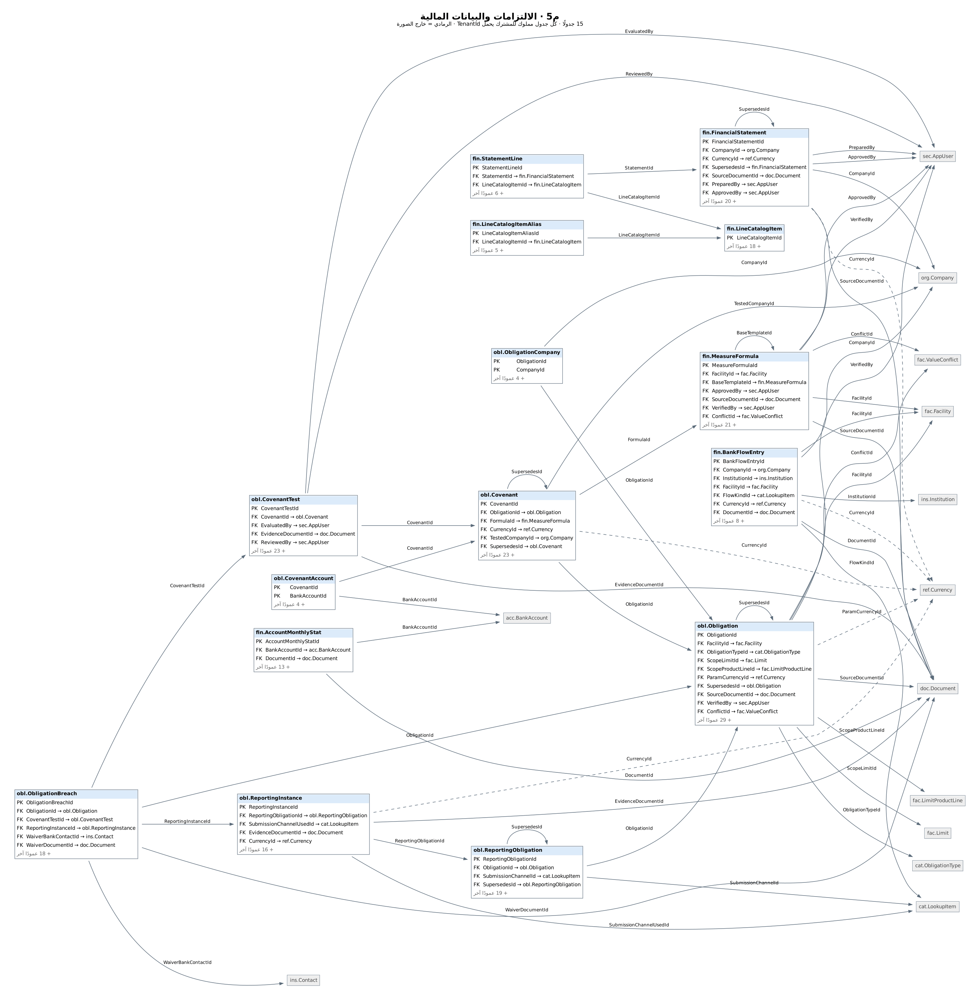 م5 · الالتزامات والبيانات المالية
15 جدولًا · كل جدول مملوك للمشترك يحمل TenantId · الرمادي = خارج الصورة
EvaluatedBy
ReviewedBy
SupersedesId
fin.FinancialStatement
PK FinancialStatementId
FK CompanyId → org.Company
FK CurrencyId → ref.Currency
FK SupersedesId → fin.FinancialStatement
FK SourceDocumentId → doc.Document
FK PreparedBy → sec.AppUser
FK ApprovedBy → sec.AppUser
+ 20 عمودًا آخر
PreparedBy
ApprovedBy
CompanyId
sec.AppUser
fin.StatementLine
PK StatementLineId
FK StatementId → fin.FinancialStatement
FK LineCatalogItemId → fin.LineCatalogItem
+ 6 عمودًا آخر
StatementId
LineCatalogItemId
ApprovedBy
VerifiedBy
fin.LineCatalogItemAlias
PK LineCatalogItemAliasId
FK LineCatalogItemId → fin.LineCatalogItem
+ 5 عمودًا آخر
LineCatalogItemId
fin.LineCatalogItem
PK LineCatalogItemId
+ 18 عمودًا آخر
CurrencyId
CompanyId
SourceDocumentId
org.Company
TestedCompanyId
obl.ObligationCompany
PK ObligationId
PK CompanyId
+ 4 عمودًا آخر
BaseTemplateId
fin.MeasureFormula
PK MeasureFormulaId
FK FacilityId → fac.Facility
FK BaseTemplateId → fin.MeasureFormula
FK ApprovedBy → sec.AppUser
FK SourceDocumentId → doc.Document
FK VerifiedBy → sec.AppUser
FK ConflictId → fac.ValueConflict
+ 21 عمودًا آخر
ConflictId
CompanyId
VerifiedBy
fac.ValueConflict
FacilityId
FacilityId
fac.Facility
SourceDocumentId
FormulaId
fin.BankFlowEntry
PK BankFlowEntryId
FK CompanyId → org.Company
FK InstitutionId → ins.Institution
FK FacilityId → fac.Facility
FK FlowKindId → cat.LookupItem
FK CurrencyId → ref.Currency
FK DocumentId → doc.Document
+ 8 عمودًا آخر
ConflictId
FacilityId
InstitutionId
ins.Institution
CurrencyId
DocumentId
FlowKindId
ObligationId
SupersedesId
obl.Covenant
PK CovenantId
FK ObligationId → obl.Obligation
FK FormulaId → fin.MeasureFormula
FK CurrencyId → ref.Currency
FK TestedCompanyId → org.Company
FK SupersedesId → obl.Covenant
+ 23 عمودًا آخر
CurrencyId
obl.CovenantTest
PK CovenantTestId
FK CovenantId → obl.Covenant
FK EvaluatedBy → sec.AppUser
FK EvidenceDocumentId → doc.Document
FK ReviewedBy → sec.AppUser
+ 23 عمودًا آخر
CovenantId
CovenantId
EvidenceDocumentId
ref.Currency
CovenantTestId
obl.CovenantAccount
PK CovenantId
PK BankAccountId
+ 4 عمودًا آخر
BankAccountId
acc.BankAccount
ObligationId
fin.AccountMonthlyStat
PK AccountMonthlyStatId
FK BankAccountId → acc.BankAccount
FK DocumentId → doc.Document
+ 13 عمودًا آخر
BankAccountId
SupersedesId
obl.Obligation
PK ObligationId
FK FacilityId → fac.Facility
FK ObligationTypeId → cat.ObligationType
FK ScopeLimitId → fac.Limit
FK ScopeProductLineId → fac.LimitProductLine
FK ParamCurrencyId → ref.Currency
FK SupersedesId → obl.Obligation
FK SourceDocumentId → doc.Document
FK VerifiedBy → sec.AppUser
FK ConflictId → fac.ValueConflict
+ 29 عمودًا آخر
ParamCurrencyId
SourceDocumentId
doc.Document
ObligationId
ScopeProductLineId
CurrencyId
DocumentId
ScopeLimitId
EvidenceDocumentId
fac.LimitProductLine
ObligationTypeId
fac.Limit
cat.ObligationType
obl.ObligationBreach
PK ObligationBreachId
FK ObligationId → obl.Obligation
FK CovenantTestId → obl.CovenantTest
FK ReportingInstanceId → obl.ReportingInstance
FK WaiverBankContactId → ins.Contact
FK WaiverDocumentId → doc.Document
+ 18 عمودًا آخر
ReportingInstanceId
obl.ReportingInstance
PK ReportingInstanceId
FK ReportingObligationId → obl.ReportingObligation
FK SubmissionChannelUsedId → cat.LookupItem
FK EvidenceDocumentId → doc.Document
FK CurrencyId → ref.Currency
+ 16 عمودًا آخر
ReportingObligationId
SupersedesId
obl.ReportingObligation
PK ReportingObligationId
FK ObligationId → obl.Obligation
FK SubmissionChannelId → cat.LookupItem
FK SupersedesId → obl.ReportingObligation
+ 19 عمودًا آخر
ObligationId
SubmissionChannelId
cat.LookupItem
WaiverDocumentId
SubmissionChannelUsedId
WaiverBankContactId
ins.Contact